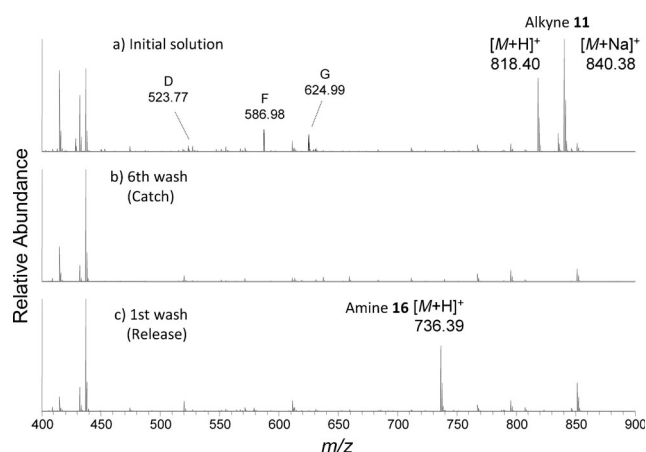 Alkyne 11
a) Initial solution
[M+H]+
818.40
[M+Na]+
840.38
D
523.77
F
586.98
G
624.99
b) 6th wash
(Catch)
c) 1st wash
(Release)
Amine 16 [M+H]+
736.39
Relative Abundance
400 450 500 550 600 650 700 750 800 850 900
m/z